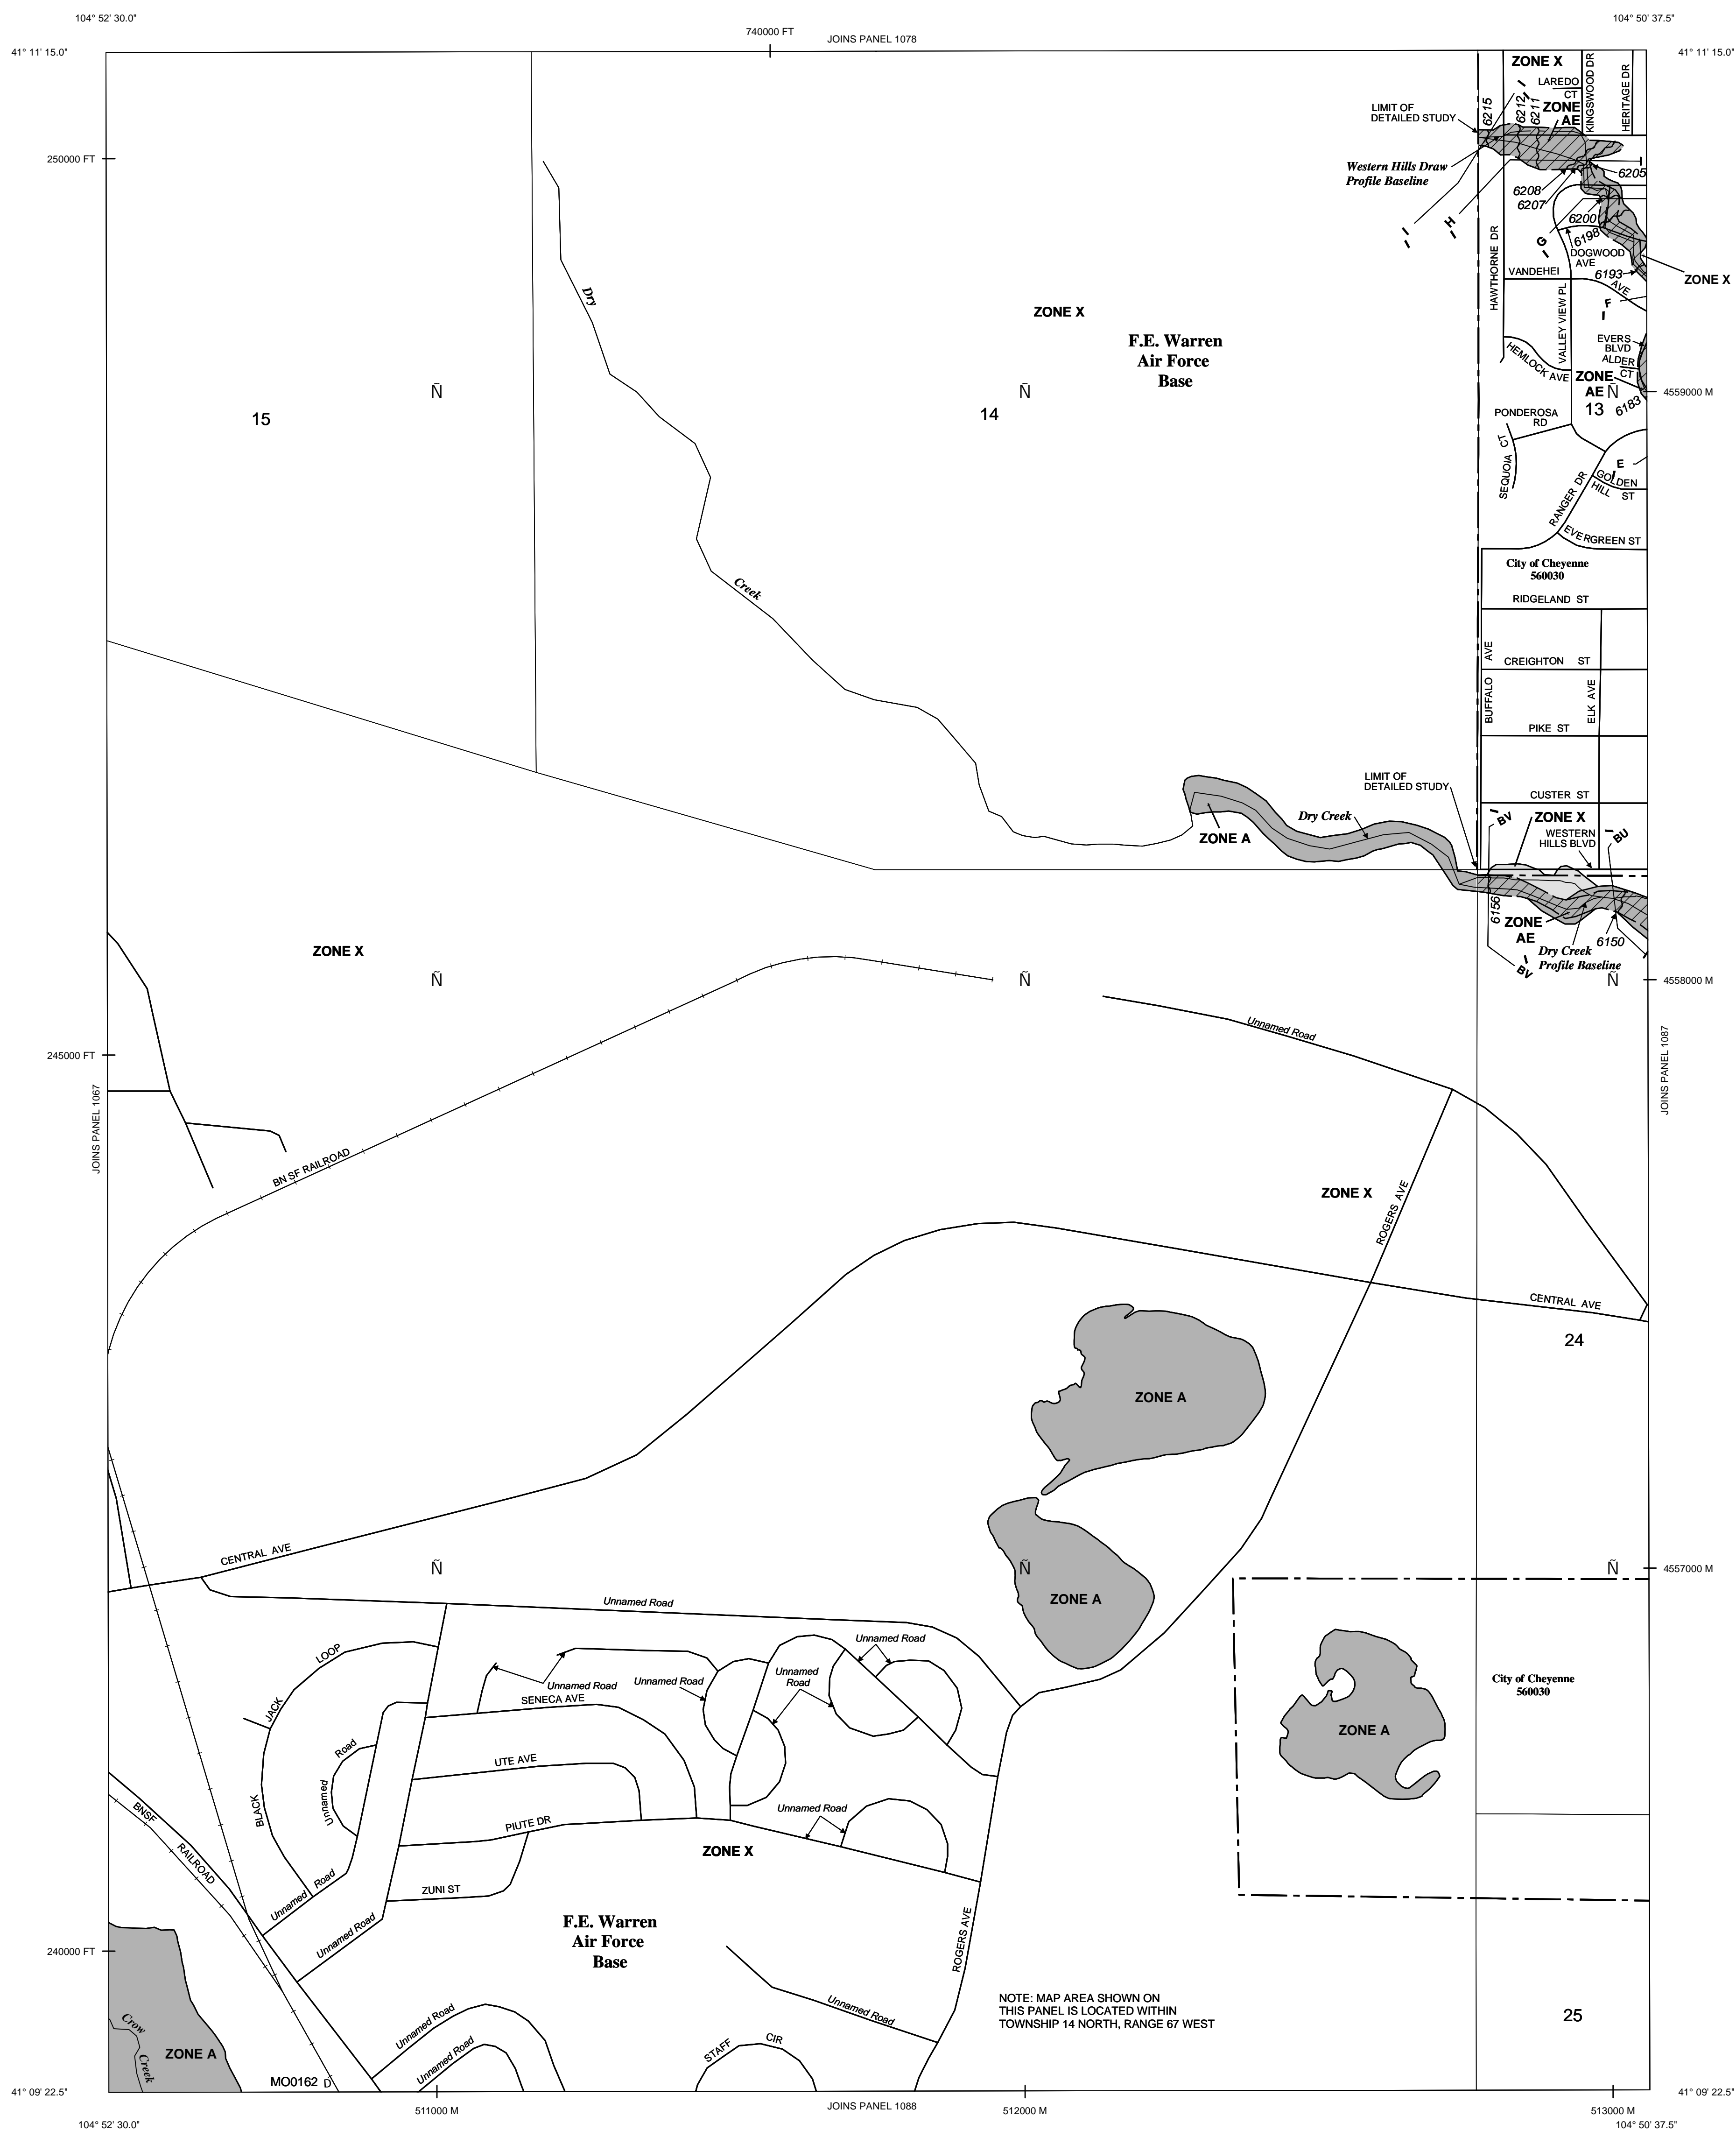 104° 52' 30.0"
104° 50' 37.5"
740000 FT
JOINS PANEL 1078
41° 11' 15.0"
41° 11' 15.0"
ZONE X
LAREDO
CT
KINGSWOOD DR
HERITAGE DR
6215
6212
6211
I
ZONE
AE
LIMIT OF
DETAILED STUDY
250000 FT
Western Hills Draw
Profile Baseline
6205
6208
6207
6200
6198
I
H
G
DOGWOOD
AVE
HAWTHORNE DR
VANDEHEI
AVE
6193
ZONE X
F
Dry
ZONE X
F.E. Warren
Air Force
Base
VALLEY VIEW PL
EVERS
BLVD
ALDER
CT
HEMLOCK AVE
ZONE
AE
Ñ
Ñ
Ñ
4559000 M
15
14
13
6183
PONDEROSA
RD
SEQUOIA CT
E
GOLDEN
HILL ST
RANGER DR
EVERGREEN ST
City of Cheyenne
560030
Creek
RIDGELAND ST
BUFFALO AVE
CREIGHTON ST
ELK AVE
PIKE ST
LIMIT OF
DETAILED STUDY
CUSTER ST
Dry Creek
BV
ZONE X
ZONE A
WESTERN
HILLS BLVD
BU
6156
ZONE
AE
6150
Dry Creek
Profile Baseline
BV
ZONE X
Ñ
Ñ
Ñ
4558000 M
Unnamed Road
245000 FT
JOINS PANEL 1067
JOINS PANEL 1087
BN SF RAILROAD
ZONE X
ROGERS AVE
CENTRAL AVE
24
ZONE A
CENTRAL AVE
Ñ
Ñ
Ñ
4557000 M
ZONE A
Unnamed Road
LOOP
JACK
BLACK
Unnamed Road
Unnamed Road
Unnamed Road
Unnamed
Road
SENECA AVE
City of Cheyenne
560030
ZONE A
Unnamed Road
UTE AVE
BNSF
RAILROAD
Unnamed Road
PIUTE DR
ZONE X
ZUNI ST
Unnamed Road
Unnamed Road
F.E. Warren
Air Force
Base
ROGERS AVE
240000 FT
NOTE: MAP AREA SHOWN ON
THIS PANEL IS LOCATED WITHIN
TOWNSHIP 14 NORTH, RANGE 67 WEST
25
Unnamed Road
Unnamed Road
Unnamed Road
Crow
Creek
ZONE A
STAFF CIR
MO0162 D
41° 09' 22.5"
41° 09' 22.5"
JOINS PANEL 1088
511000 M
512000 M
513000 M
104° 52' 30.0"
104° 50' 37.5"